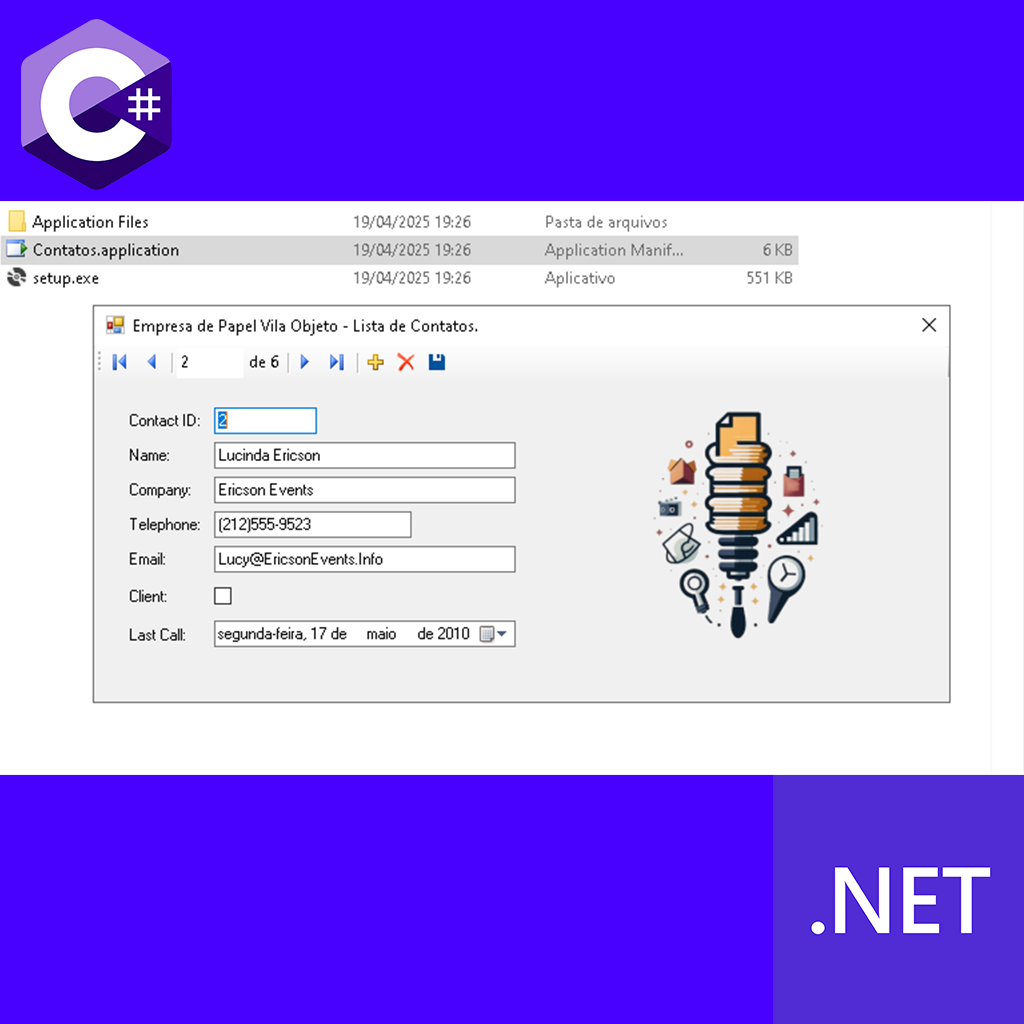 C#
Application Files 19/04/2025 19:26 Pasta de arquivos
Contatos.application 19/04/2025 19:26 Application Manif... 6 KB
setup.exe 19/04/2025 19:26 Aplicativo 551 KB
Empresa de Papel Vila Objeto - Lista de Contatos.
2 de 6
Contact ID: 2
Name: Lucinda Ericson
Company: Ericson Events
Telephone: (212)555-9523
Email: Lucy@EricsonEvents.Info
Client:
Last Call: segunda-feira, 17 de maio de 2010
.NET